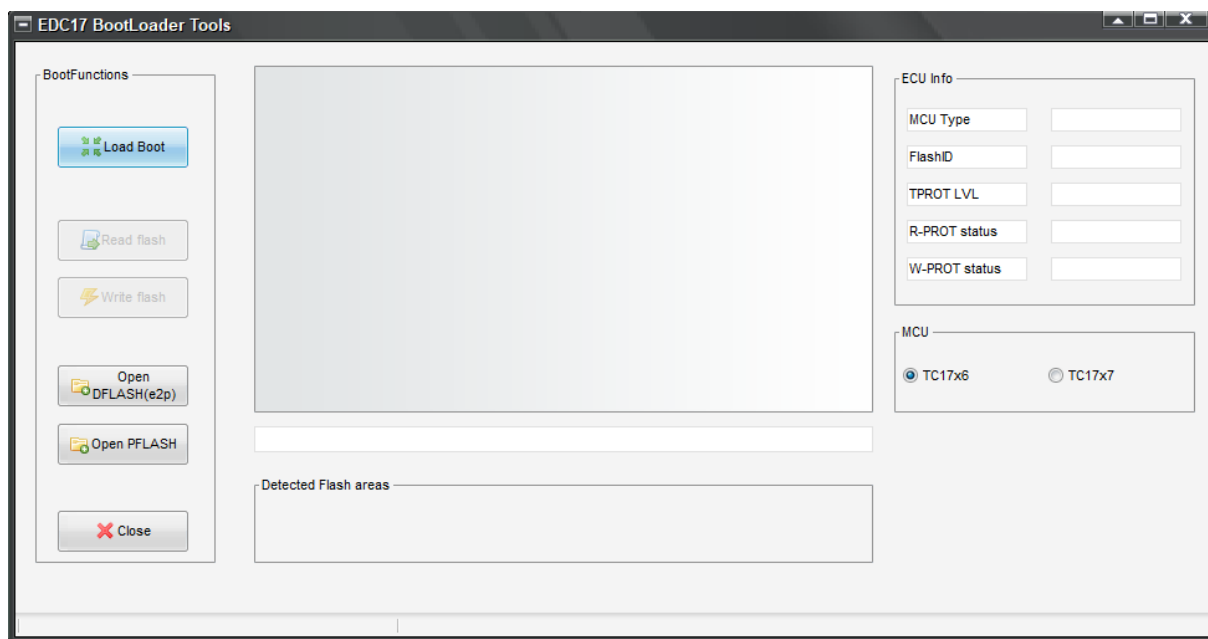 EDC17 BootLoader Tools
BootFunctions
Load Boot
Read flash
Write flash
Open
DFLASH(e2p)
Open PFLASH
Close
Detected Flash areas
ECU Info
MCU Type
FlashID
TPROT LVL
R-PROT status
W-PROT status
MCU
TC17x6
TC17x7